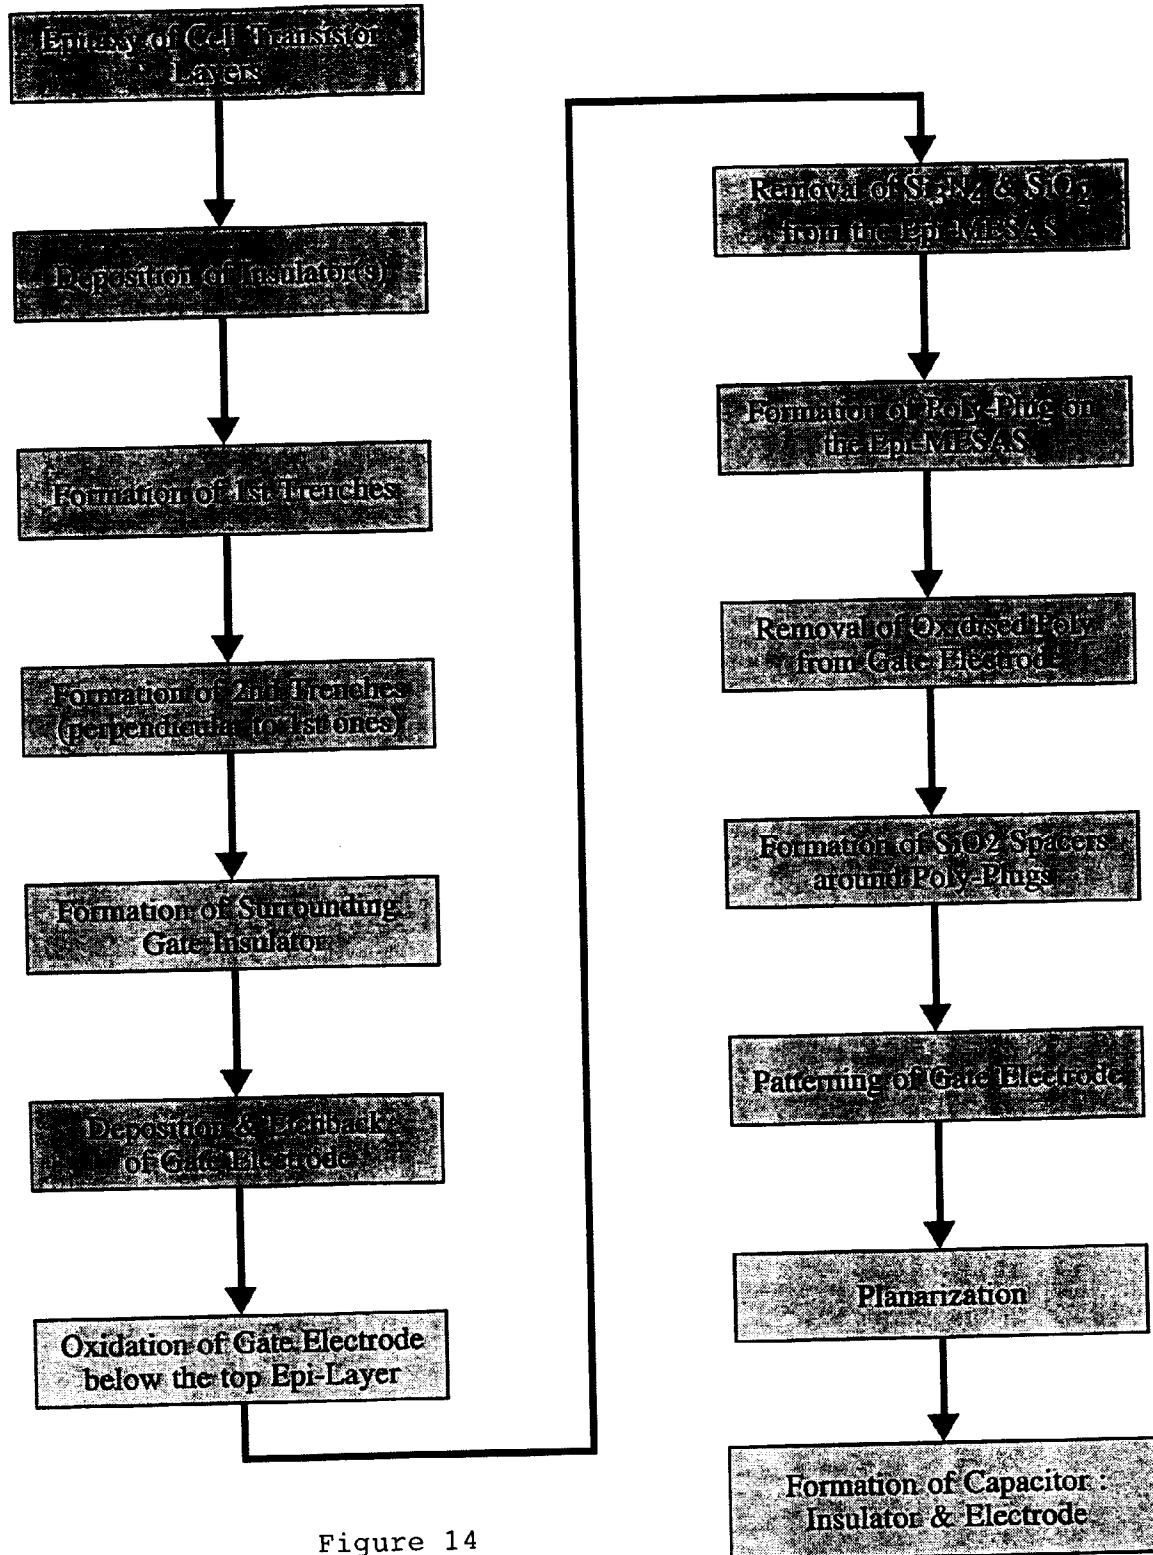 Epitaxy of Cell Transistor
Layers
Deposition of Insulator(s)
Formation of 1st Trenches
Formation of 2nd Trenches
(perpendicular to 1st ones)
Formation of Surrounding
Gate Insulator
Deposition & Etchback
of Gate Electrode
Oxidation of Gate Electrode
below the top Epi-Layer
Removal of Si3N4 & SiO2
from the Epi-MESAS
Formation of Poly-Plug on
the Epi-MESAS
Removal of Oxidised Poly
from Gate Electrode
Formation of SiO2 Spacers
around Poly-Plugs
Patterning of Gate Electrode
Planarization
Formation of Capacitor :
Insulator & Electrode
Figure 14